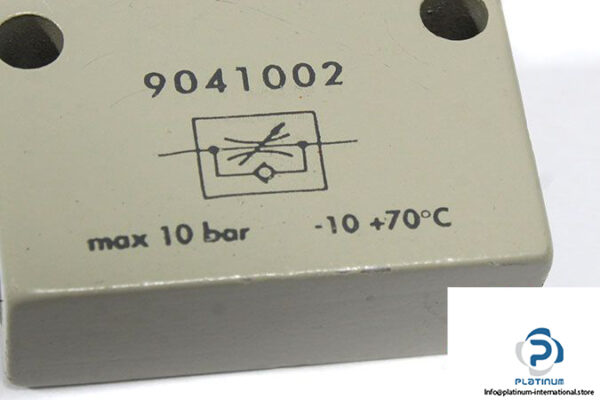 9041002
max 10 bar
-10 +70°C
PLATINUM
Info@platinum-international.store